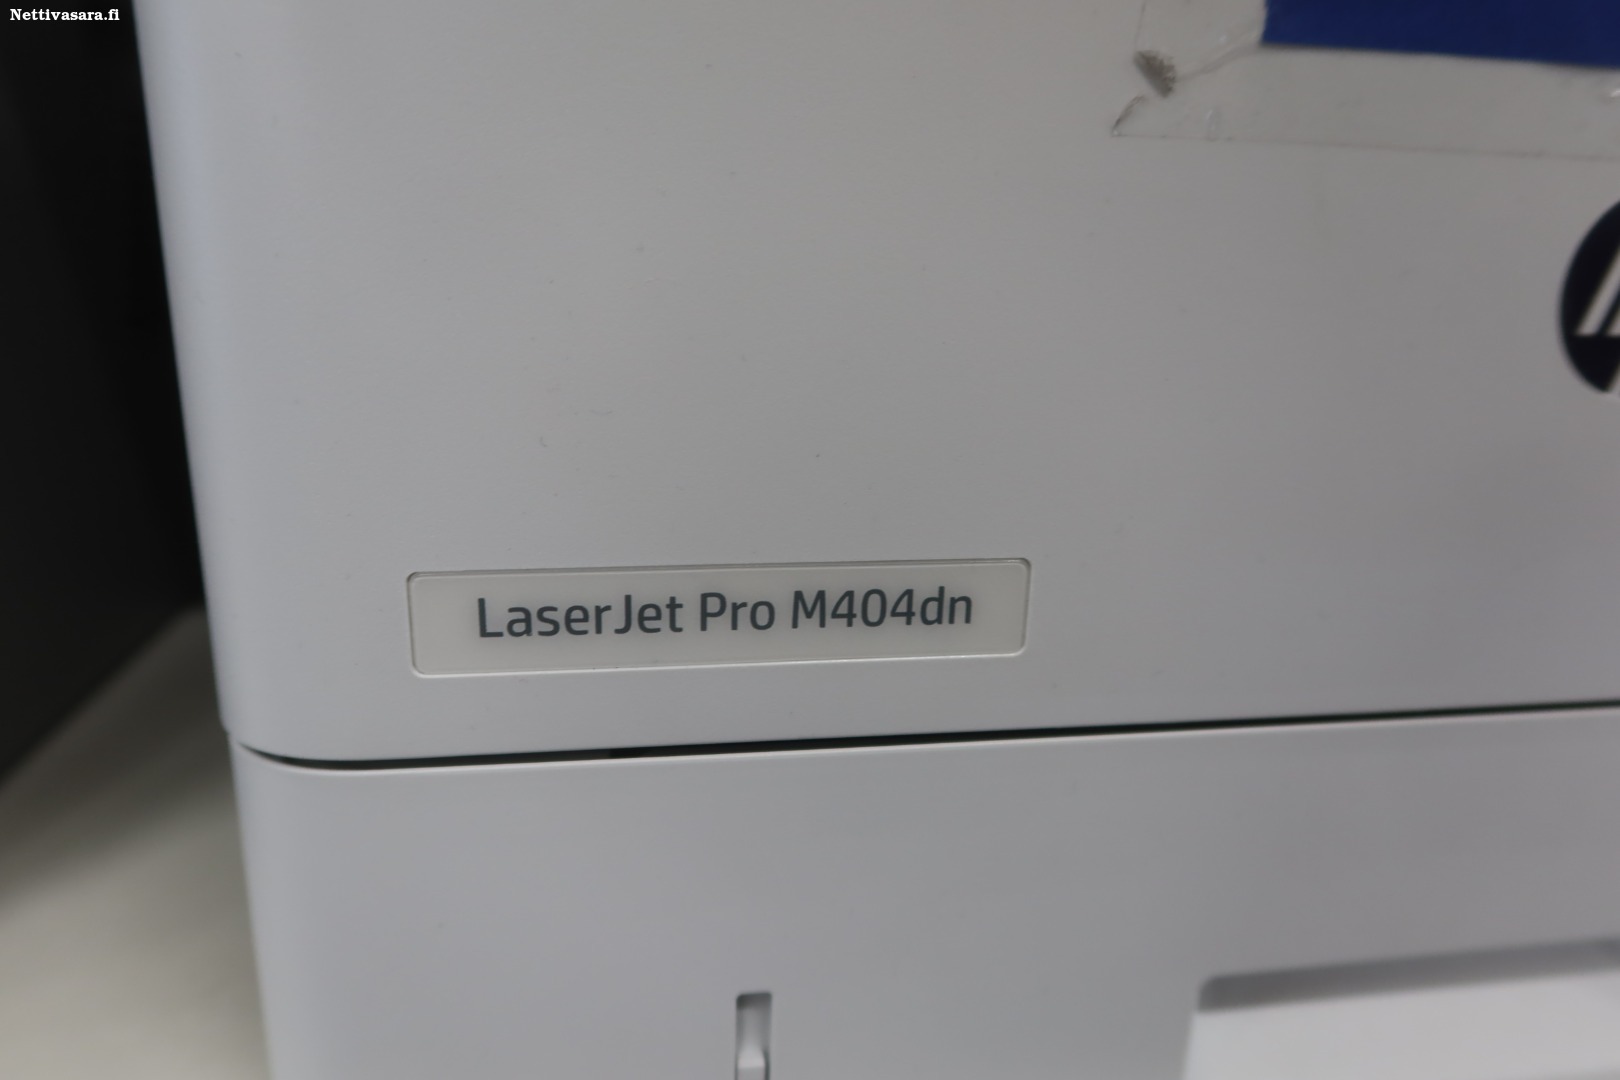 Nettivasara.fi
LaserJet Pro M404dn